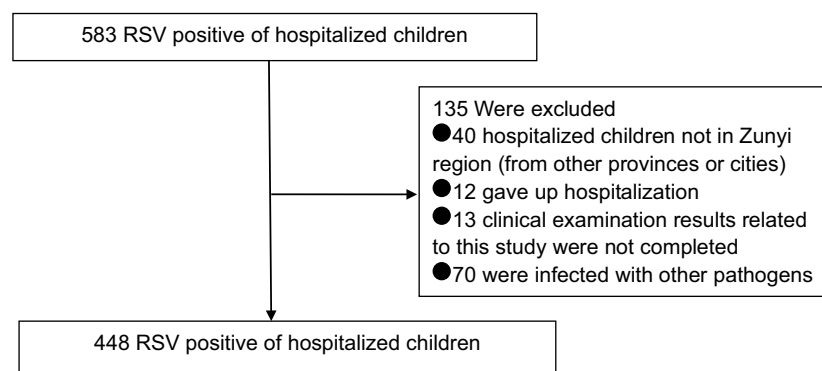 583 RSV positive of hospitalized children
135 Were excluded
●40 hospitalized children not in Zunyi
region (from other provinces or cities)
●12 gave up hospitalization
●13 clinical examination results related
to this study were not completed
●70 were infected with other pathogens
448 RSV positive of hospitalized children